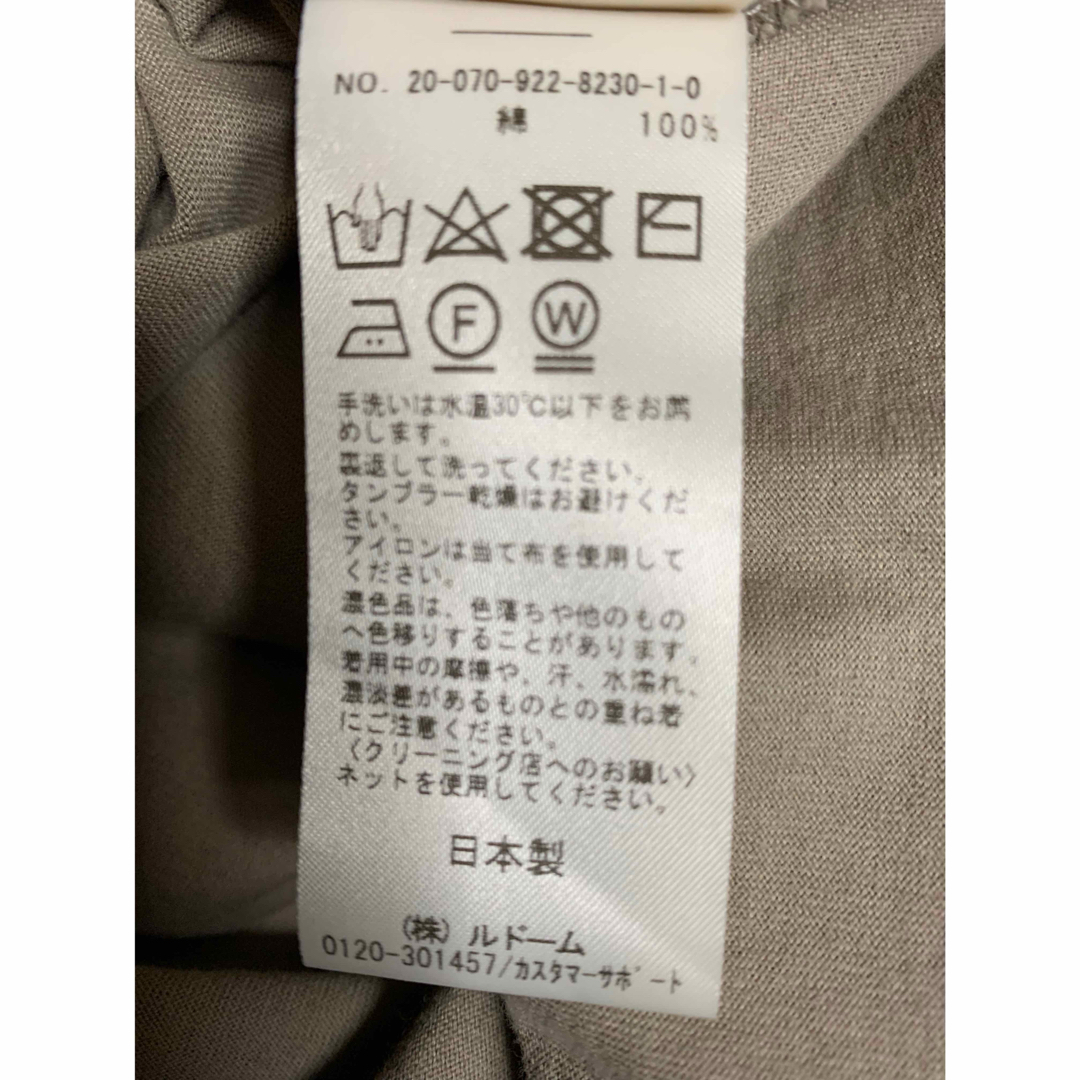 NO. 20-070-922-8230-1-0
綿 100%
F W
手洗いは水温30℃以下をお薦
めします。
裏返して洗ってください。
タンブラー乾燥はお避けくだ
さい。
アイロンは当て布を使用して
ください。
濃色品は、色落ちや他のもの
へ色移りすることがあります。
着用中の摩擦や、汗、水濡れ、
濃淡差があるものとの重ね着
にご注意ください。
〈クリーニング店へのお願い〉
ネットを使用してください。
日本製
(株) ルドーム
0120-301457/カスタマーサポート